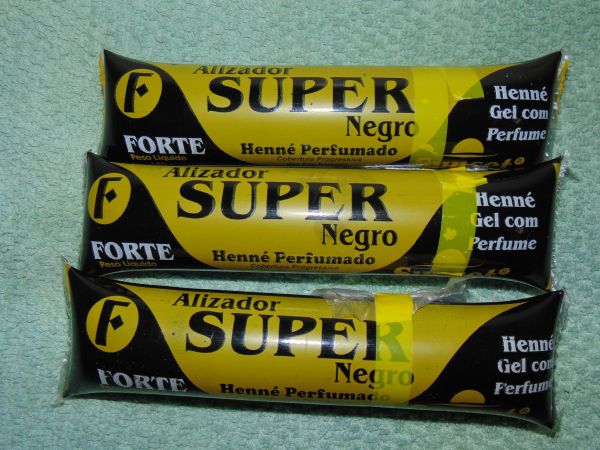 Alizador
SUPER
Negro
Henné Perfumado
Cobertura Progressiva
F
FORTE
Peso Líquido
Henné
Gel com
Perfume
Alizador
SUPER
Negro
Henné Perfumado
Cobertura Progressiva
F
FORTE
Peso Líquido
Henné
Gel com
Perfume
Alizador
SUPER
Negro
Henné Perfumado
F
FORTE
Henné
Gel com
Perfume